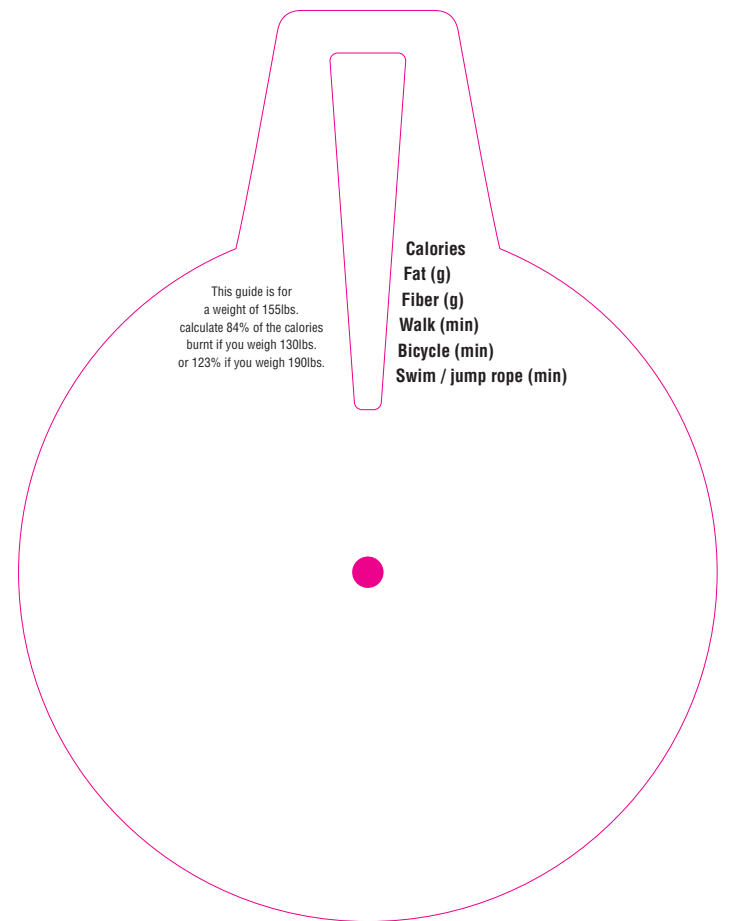 This guide is for
a weight of 155lbs.
calculate 84% of the calories
burnt if you weigh 130lbs.
or 123% if you weigh 190lbs.
Calories
Fat (g)
Fiber (g)
Walk (min)
Bicycle (min)
Swim / jump rope (min)